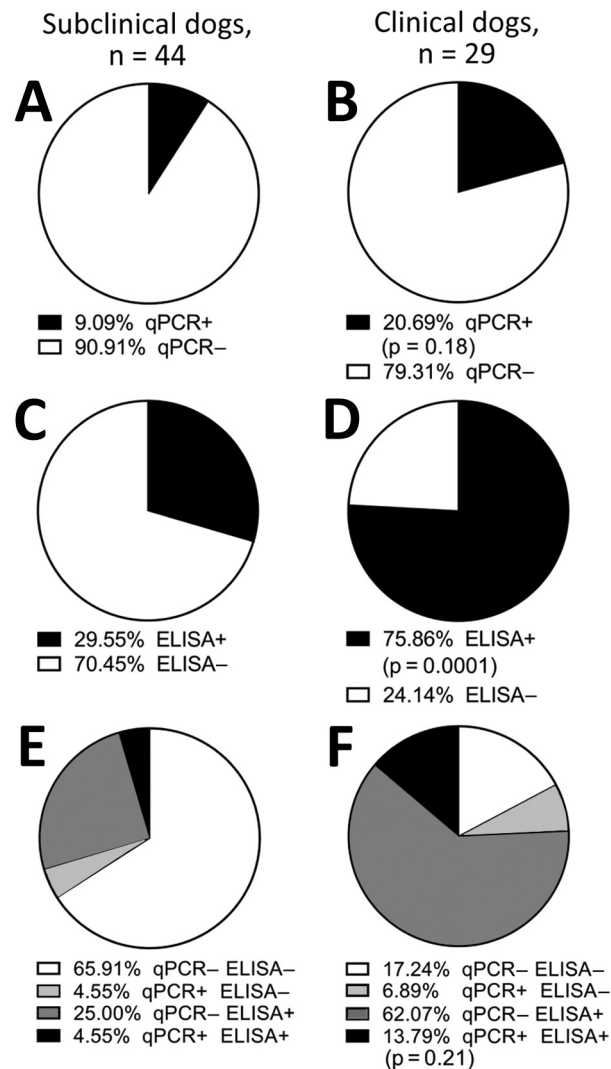 Subclinical dogs,
n = 44
Clinical dogs,
n = 29
A
B
9.09% qPCR+
90.91% qPCR–
20.69% qPCR+
(p = 0.18)
79.31% qPCR–
C
D
29.55% ELISA+
70.45% ELISA–
75.86% ELISA+
(p = 0.0001)
24.14% ELISA–
E
F
65.91% qPCR– ELISA–
4.55% qPCR+ ELISA–
25.00% qPCR– ELISA+
4.55% qPCR+ ELISA+
17.24% qPCR– ELISA–
6.89% qPCR+ ELISA–
62.07% qPCR– ELISA+
13.79% qPCR+ ELISA+
(p = 0.21)